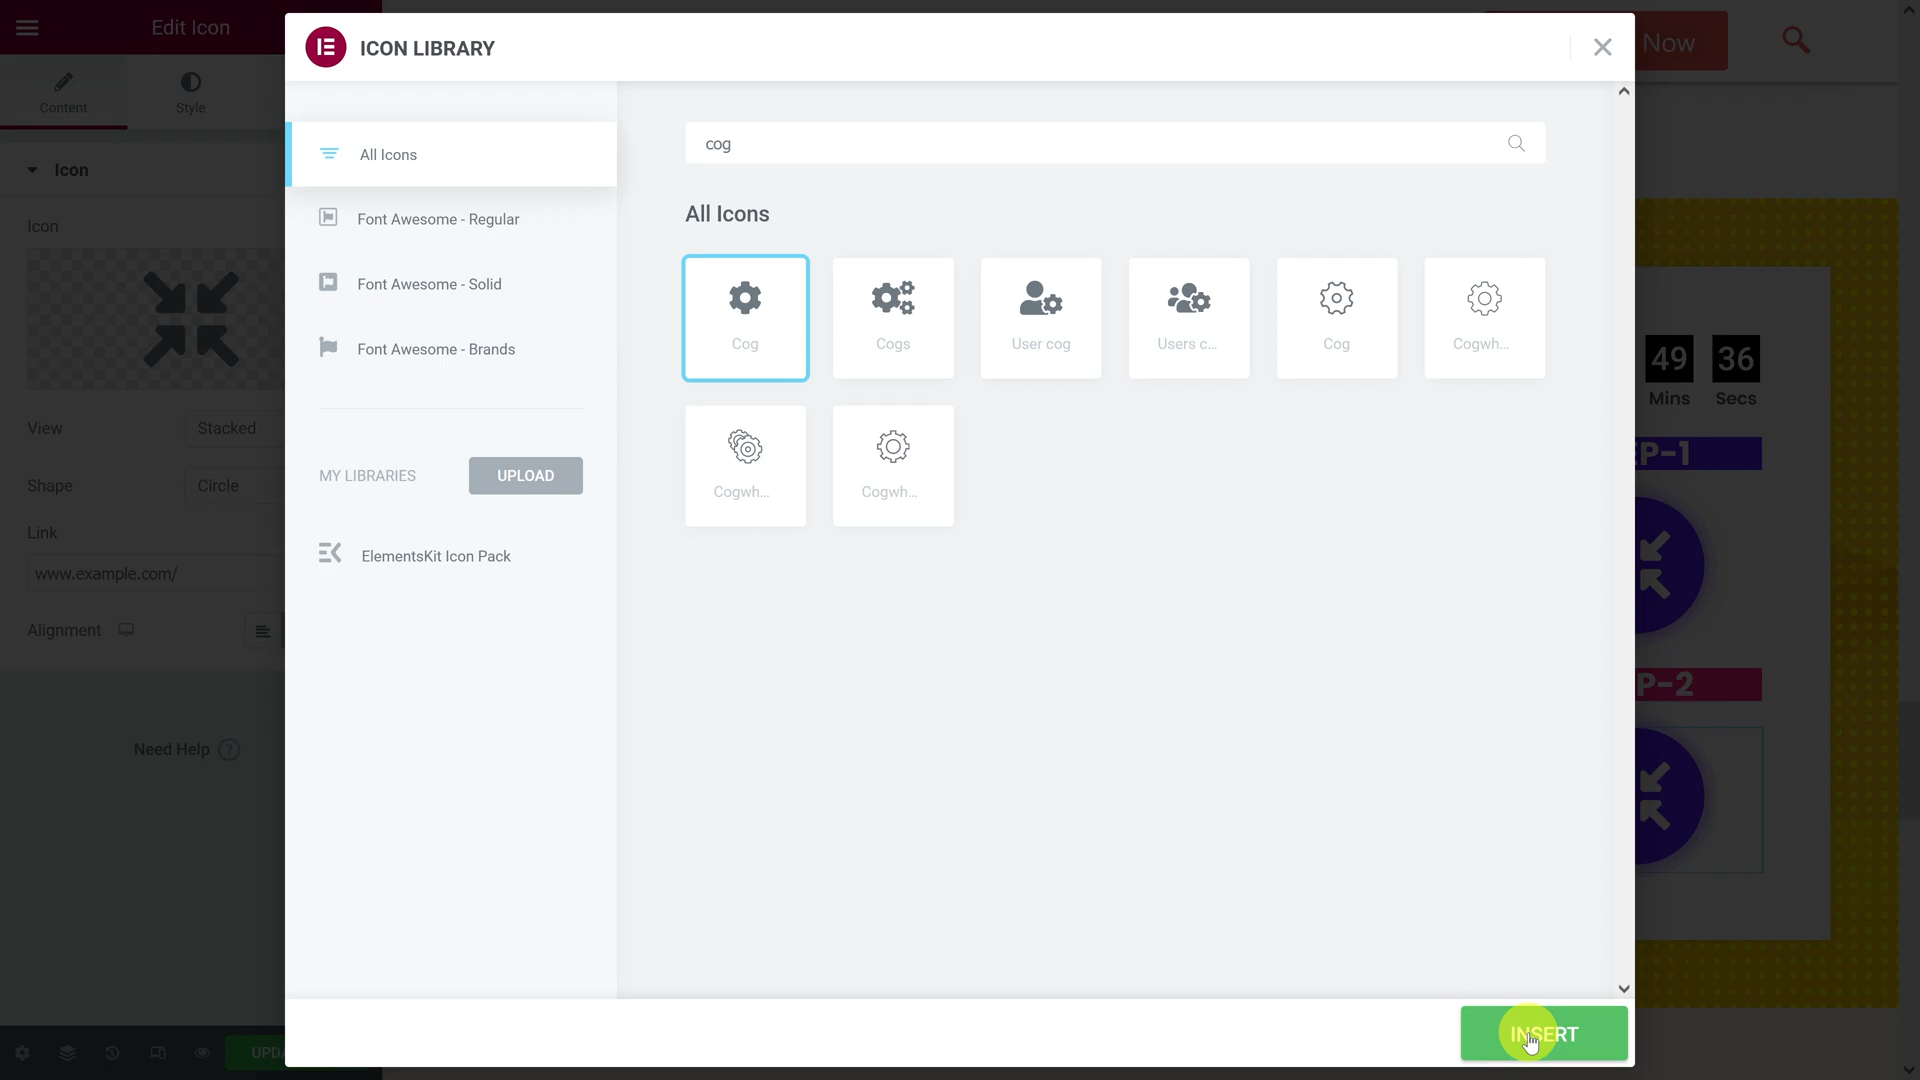 Edit Icon
ICON LIBRARY
Now
Content
Style
cog
All Icons
Icon
Font Awesome - Regular
All Icons
Icon
Font Awesome - Solid
Cog
Cogs
User cog
Users c...
Cog
Cogwh...
Font Awesome - Brands
49
36
Mins
Secs
View
Stacked
P-1
MY LIBRARIES
UPLOAD
Shape
Circle
Cogwh...
Cogwh...
Link
ElementsKit Icon Pack
www.example.com/
Alignment
P-2
Need Help
?
UPDA
INSERT